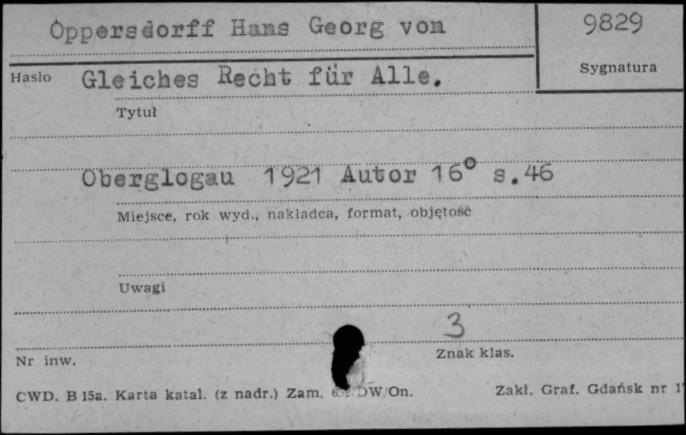 Oppersdorff Hans Georg von
9829
Hasło Gleiches Recht für Alle.
Sygnatura
Tytuł
Oberglogau 1921 Autor 16° s.46
Miejsce, rok wyd., nakładca, format, objętość
Uwagi
3
Nr inw.
Znak klas.
CWD. B 15a. Karta katal. (z nadr.) Zam. DW/On. Zakł. Graf. Gdańsk nr